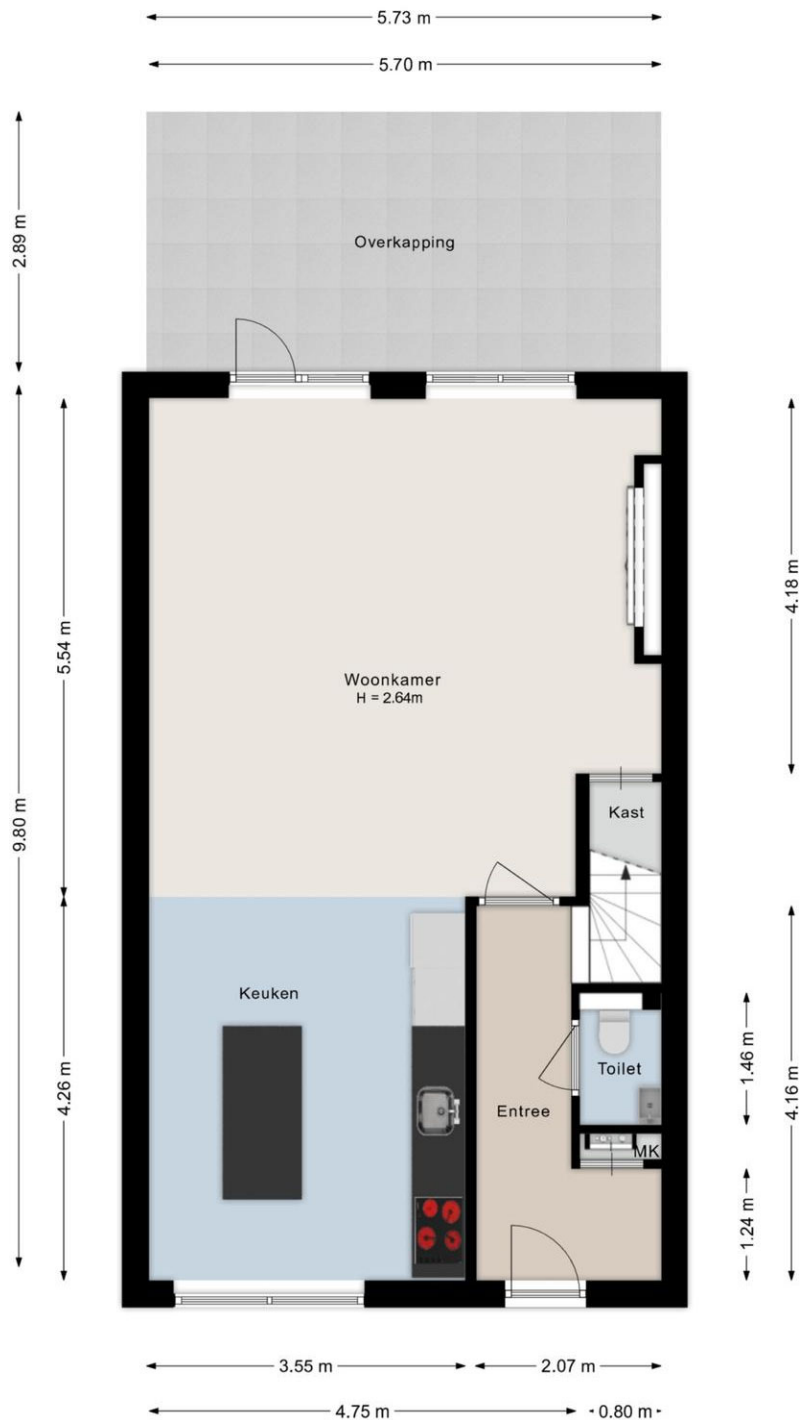 5.73 m
5.70 m
2.89 m
Overkapping
9.80 m
5.54 m
4.18 m
Woonkamer
H = 2.64m
Kast
Keuken
4.26 m
Entree
Toilet
MK
1.46 m
4.16 m
1.24 m
3.55 m
2.07 m
4.75 m
0.80 m